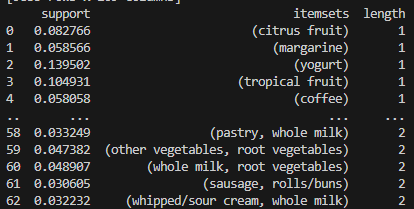 support itemsets length
0 0.082766 (citrus fruit) 1
1 0.058566 (margarine) 1
2 0.139502 (yogurt) 1
3 0.104931 (tropical fruit) 1
4 0.058058 (coffee) 1
.. ... ... ...
58 0.033249 (pastry, whole milk) 2
59 0.047382 (other vegetables, root vegetables) 2
60 0.048907 (whole milk, root vegetables) 2
61 0.030605 (sausage, rolls/buns) 2
62 0.032232 (whipped/sour cream, whole milk) 2